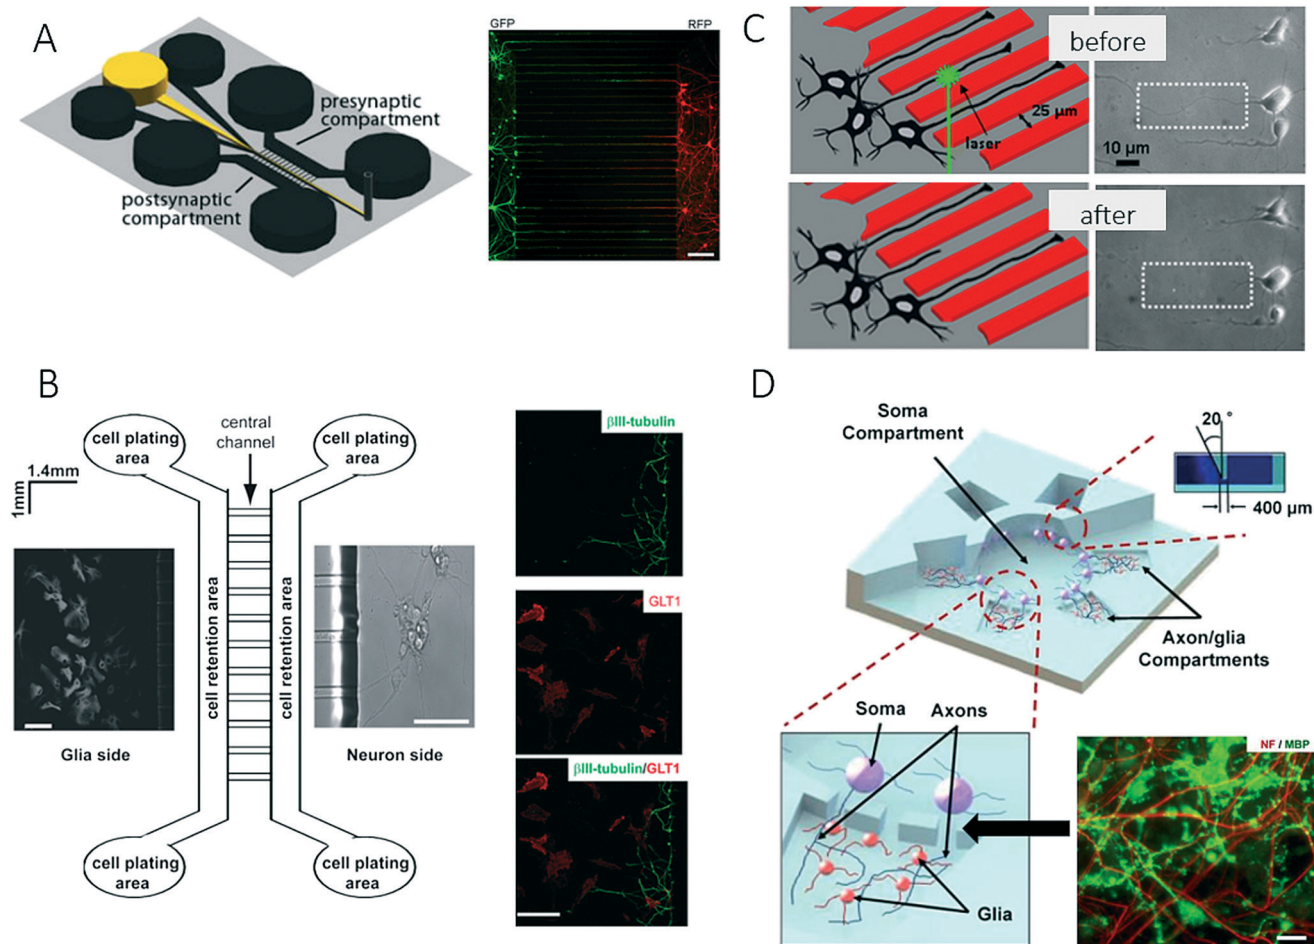 A
GFP
RFP
presynaptic
compartment
postsynaptic
compartment
C
before
25 µm
laser
10 µm
after
B
cell plating
area
central
channel
cell plating
area
1.4mm
1mm
cell retention area
cell retention area
Glia side
Neuron side
cell plating
area
cell plating
area
βIII-tubulin
GLT1
βIII-tubulin/GLT1
D
Soma
Compartment
20 °
400 µm
Axon/glia
Compartments
Soma
Axons
Glia
NF / MBP